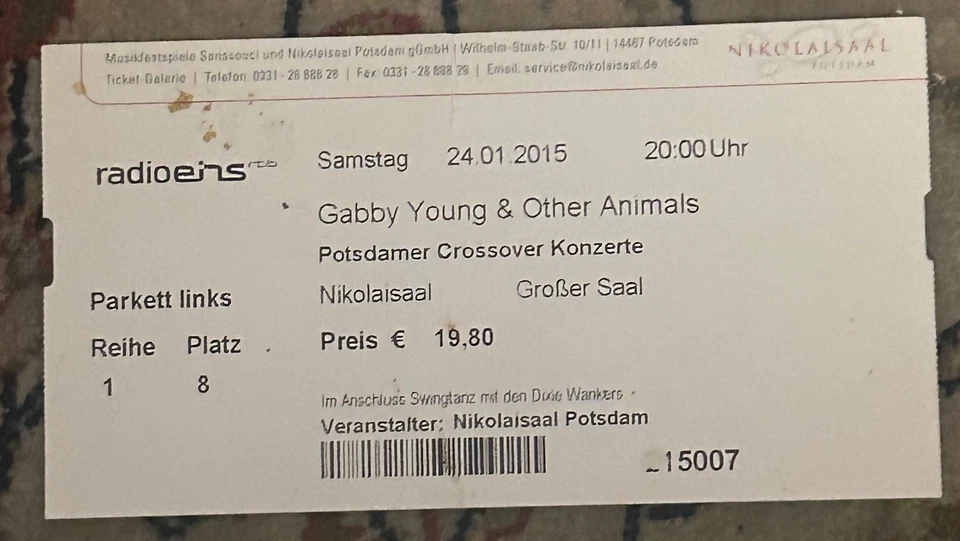 Musikfestspiele Sanssouci und Nikolaisaal Potsdam gGmbH | Wilhelm-Staab-Str. 10/11 | 14467 Potsdam
Ticket-Galerie | Telefon: 0331 - 28 888 28 | Fax: 0331 - 28 888 29 | Email: service@nikolaisaal.de
NIKOLAISAAL
radioeins rbb
Samstag 24.01.2015 20:00 Uhr
Gabby Young & Other Animals
Potsdamer Crossover Konzerte
Parkett links
Nikolaisaal Großer Saal
Reihe Platz
Preis € 19,80
1 8
Im Anschluss Swingtanz mit den Dixie Wankers
Veranstalter: Nikolaisaal Potsdam
_15007